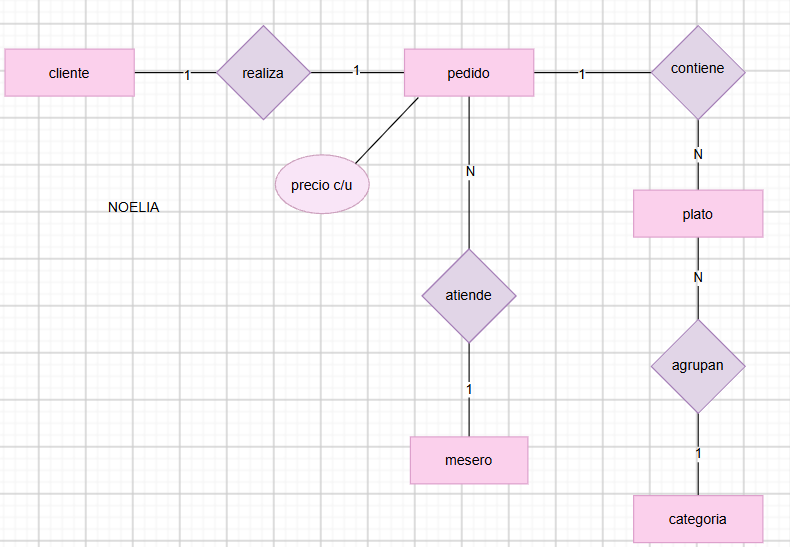 cliente
1
realiza
1
pedido
1
contiene
N
precio c/u
N
plato
NOELIA
N
atiende
agrupan
1
1
mesero
categoria